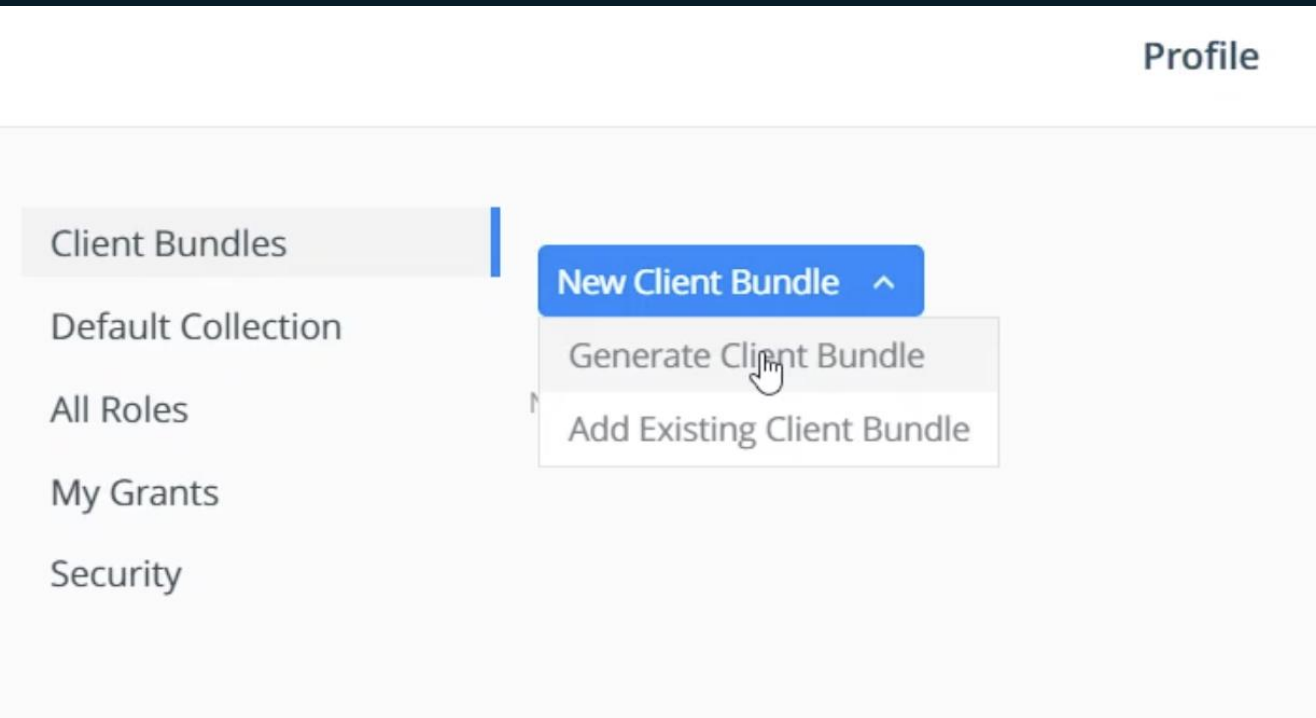 Profile
Client Bundles
Default Collection
All Roles
My Grants
Security
New Client Bundle
Generate Client Bundle
Add Existing Client Bundle